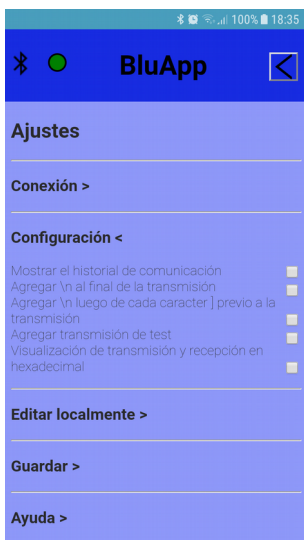 100% 18:35
BluApp
Ajustes
Conexión >
Configuración <
Mostrar el historial de comunicación
Agregar \n al final de la transmisión
Agregar \n luego de cada caracter ] previo a la
transmisión
Agregar transmisión de test
Visualización de transmisión y recepción en
hexadecimal
Editar localmente >
Guardar >
Ayuda >